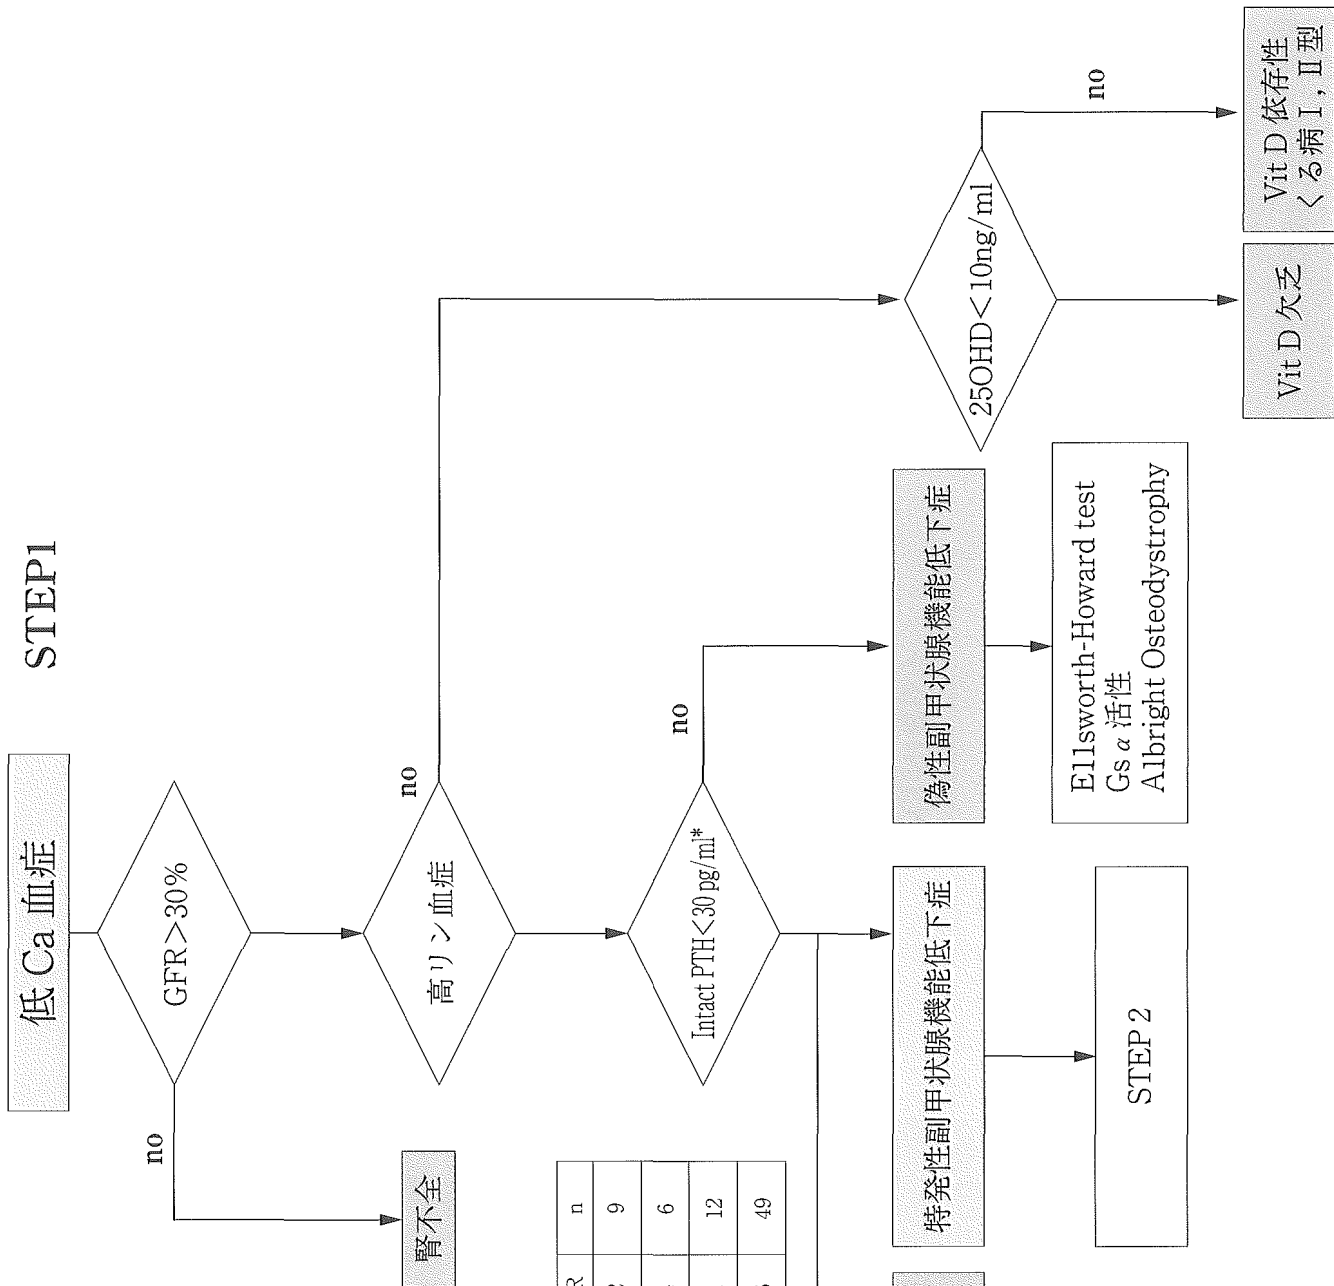 STEP1
低 Ca 血症
GFR>30%
no
腎不全
高リン血症
no
Intact PTH<30 pg/ml*
no
25OHD<10ng/ml
no
R n
9
6
12
49
特発性副甲状腺機能低下症
偽性副甲状腺機能低下症
Vit D 欠乏
Vit D 依存性
くる病Ⅰ,Ⅱ型
STEP 2
Ellsworth-Howard test
Gs α 活性
Albright Osteodystrophy